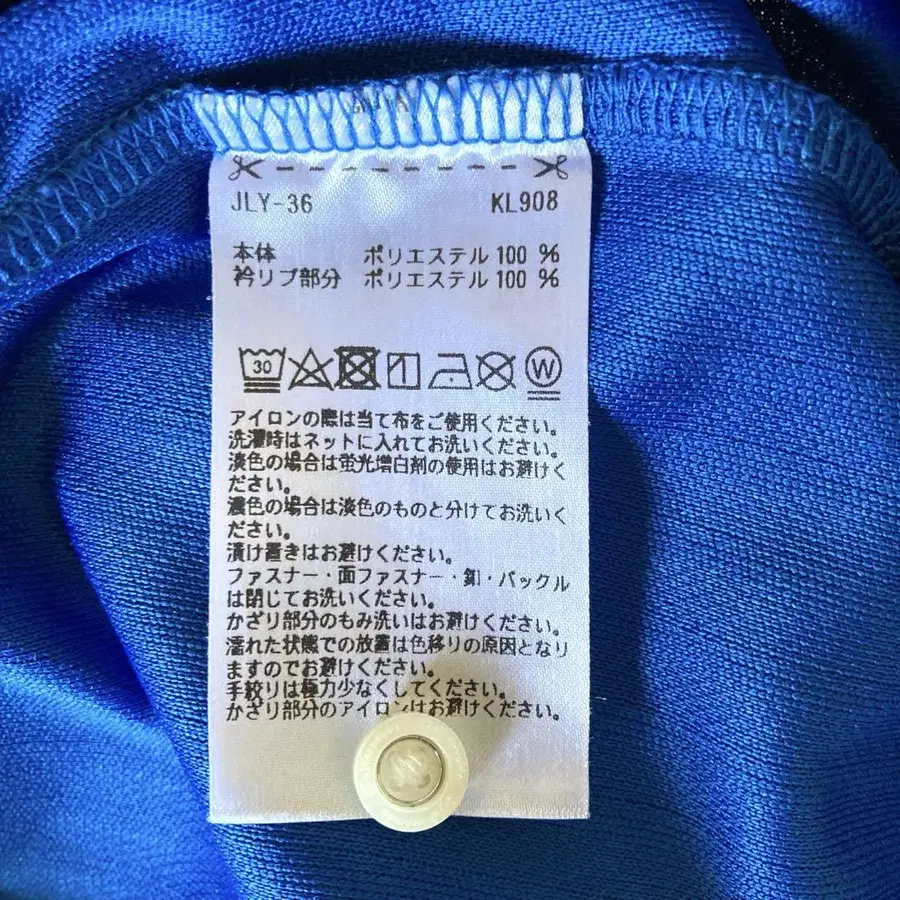 JLY-36 KL908
本体 ポリエステル 100 %
衿リブ部分 ポリエステル 100 %
30 W
アイロンの際は当て布をご使用ください。
洗濯時はネットに入れてお洗いください。
淡色の場合は蛍光増白剤の使用はお避けく
ださい。
濃色の場合は淡色のものと分けてお洗いく
ださい。
漬け置きはお避けください。
ファスナー・面ファスナー・釦・バックル
は閉じてお洗いください。
かざり部分のもみ洗いはお避けください。
濡れた状態での放置は色移りの原因となり
ますのでお避けください。
手絞りは極力少なくしてください。
かざり部分のアイロンはお避けください。